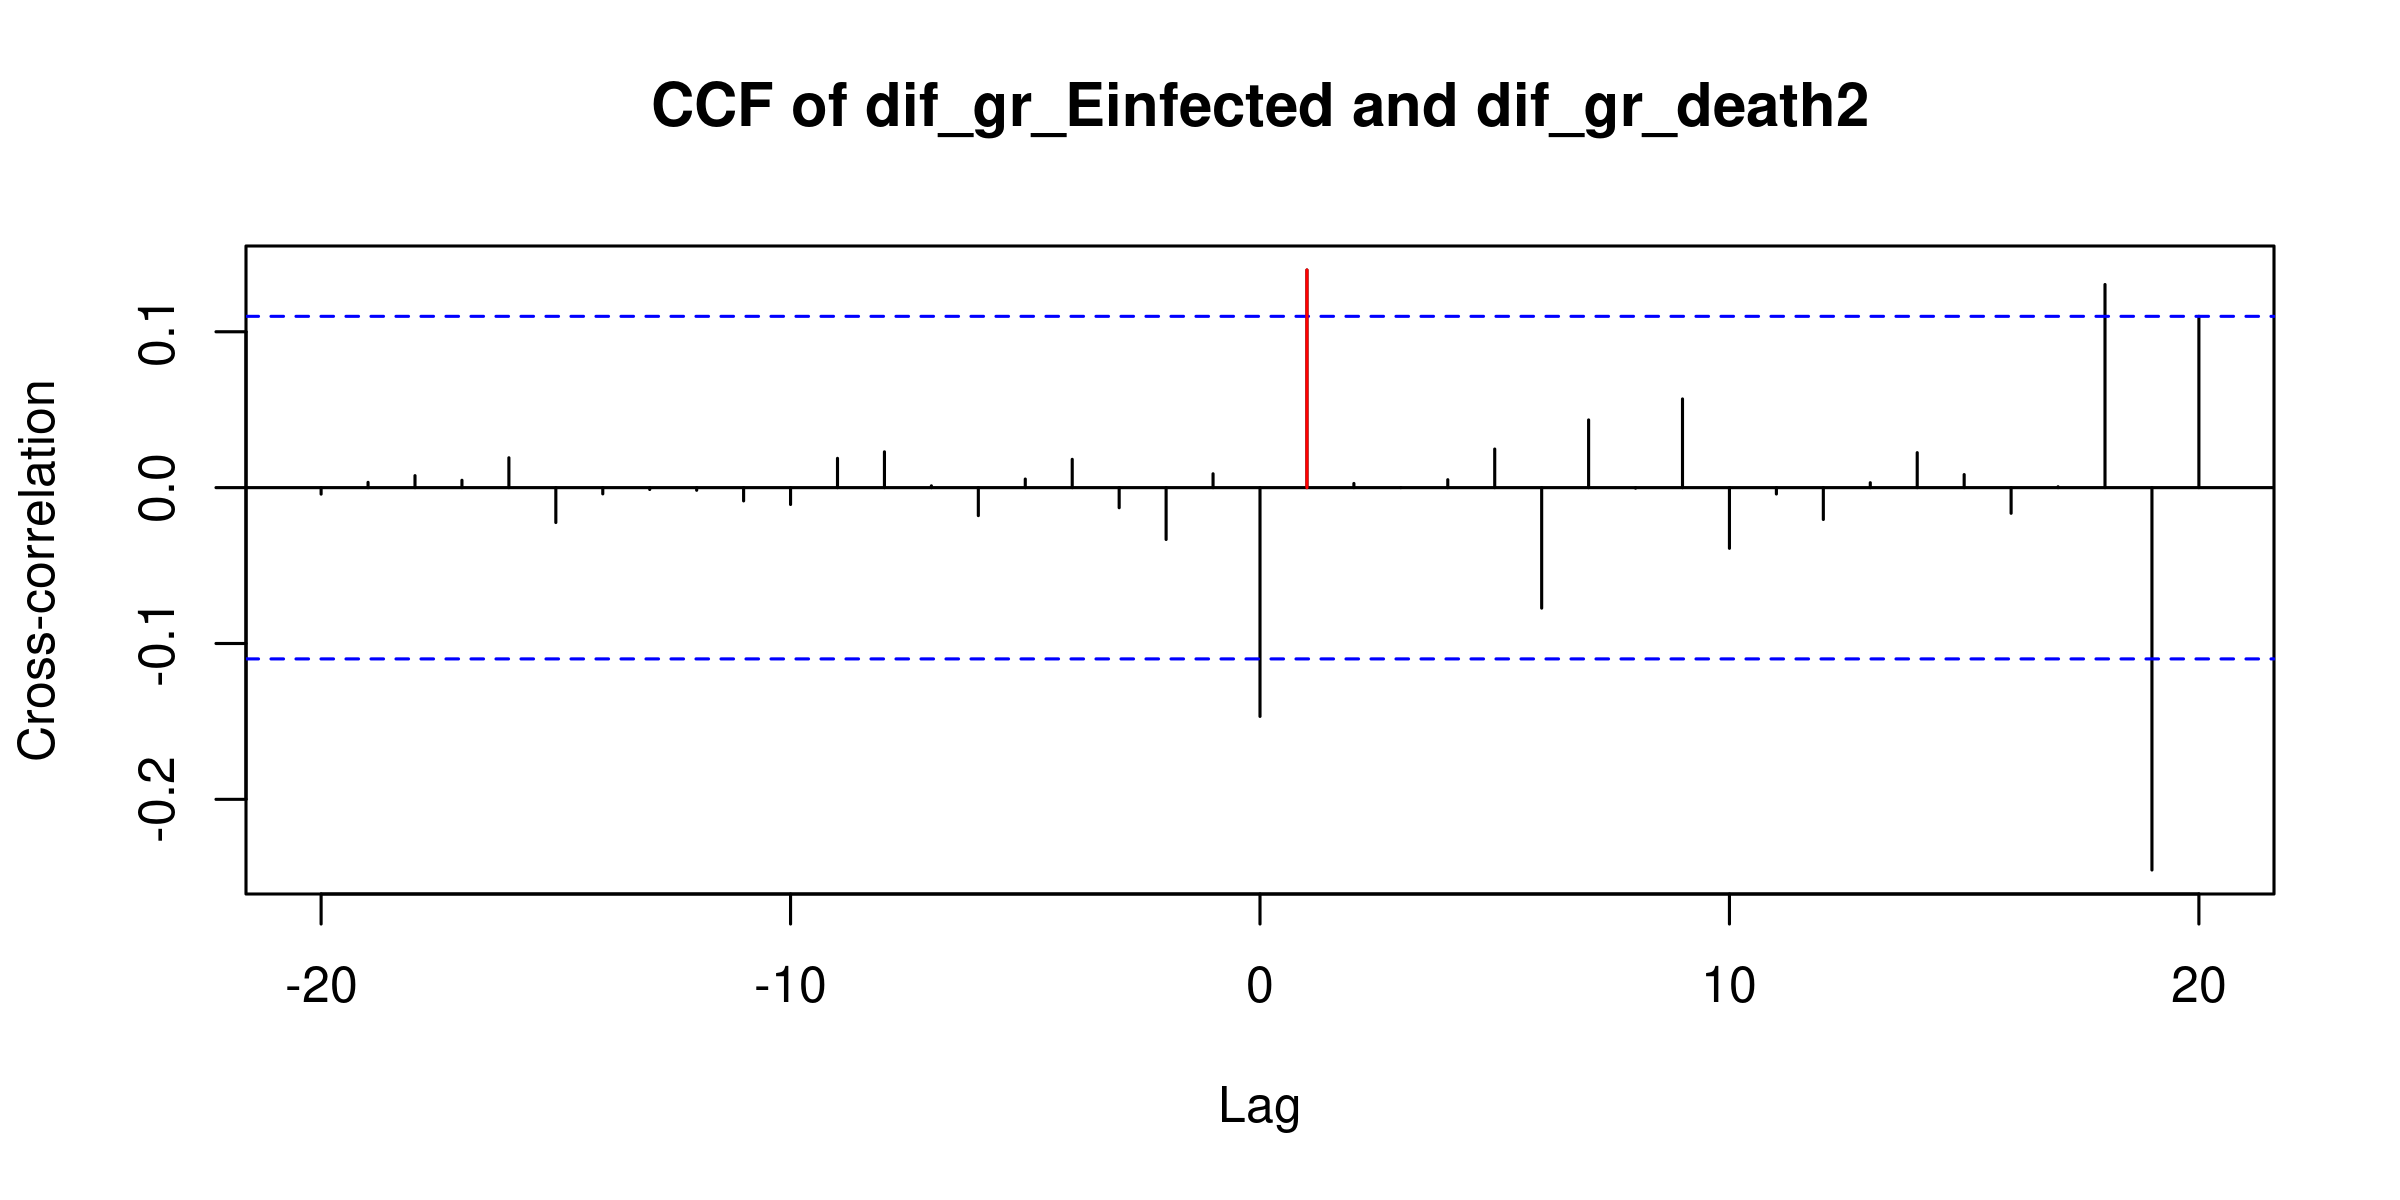 CCF of dif_gr_Einfected and dif_gr_death2
Cross-correlation
0.1
0.0
-0.1
-0.2
-20 -10 0 10 20
Lag